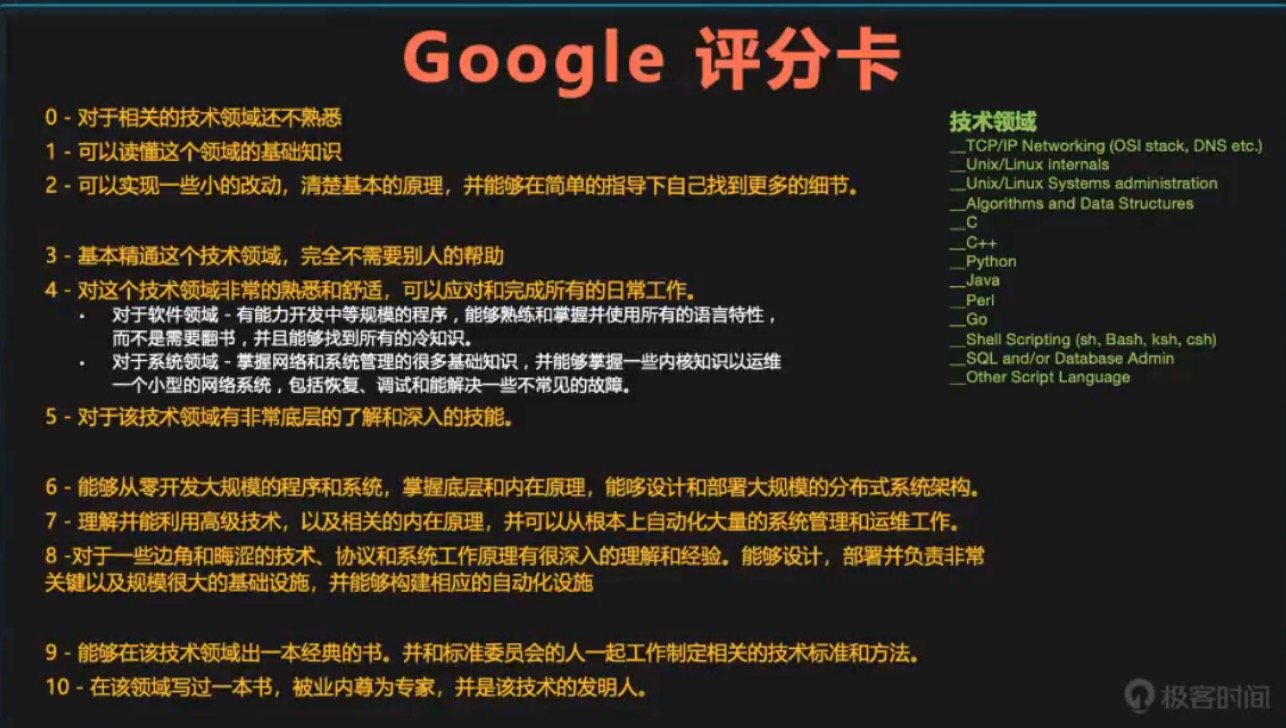 Google 评分卡
0 - 对于相关的技术领域还不熟悉
1 - 可以读懂这个领域的基础知识
2 - 可以实现一些小的改动，清楚基本的原理，并能够在简单的指导下自己找到更多的细节。
3 - 基本精通这个技术领域，完全不需要别人的帮助
4 - 对这个技术领域非常的熟悉和舒适，可以应对和完成所有的日常工作。
• 对于软件领域 - 有能力开发中等规模的程序，能够熟练和掌握并使用所有的语言特性，
而不是需要翻书，并且能够找到所有的冷知识。
• 对于系统领域 - 掌握网络和系统管理的很多基础知识，并能够掌握一些内核知识以运维
一个小型的网络系统，包括恢复、调试和能解决一些不常见的故障。
5 - 对于该技术领域有非常底层的了解和深入的技能。
6 - 能够从零开发大规模的程序和系统，掌握底层和内在原理，能够设计和部署大规模的分布式系统架构。
7 - 理解并能利用高级技术，以及相关的内在原理，并可以从根本上自动化大量的系统管理和运维工作。
8 -对于一些边角和晦涩的技术、协议和系统工作原理有很深入的理解和经验。能够设计，部署并负责非常
关键以及规模很大的基础设施，并能够构建相应的自动化设施
9 - 能够在该技术领域出一本经典的书。并和标准委员会的人一起工作制定相关的技术标准和方法。
10 - 在该领域写过一本书，被业内尊为专家，并是该技术的发明人。
技术领域
__TCP/IP Networking (OSI stack, DNS etc.)
__Unix/Linux internals
__Unix/Linux Systems administration
__Algorithms and Data Structures
__C
__C++
__Python
__Java
__Perl
__Go
__Shell Scripting (sh, Bash, ksh, csh)
__SQL and/or Database Admin
__Other Script Language
极客时间